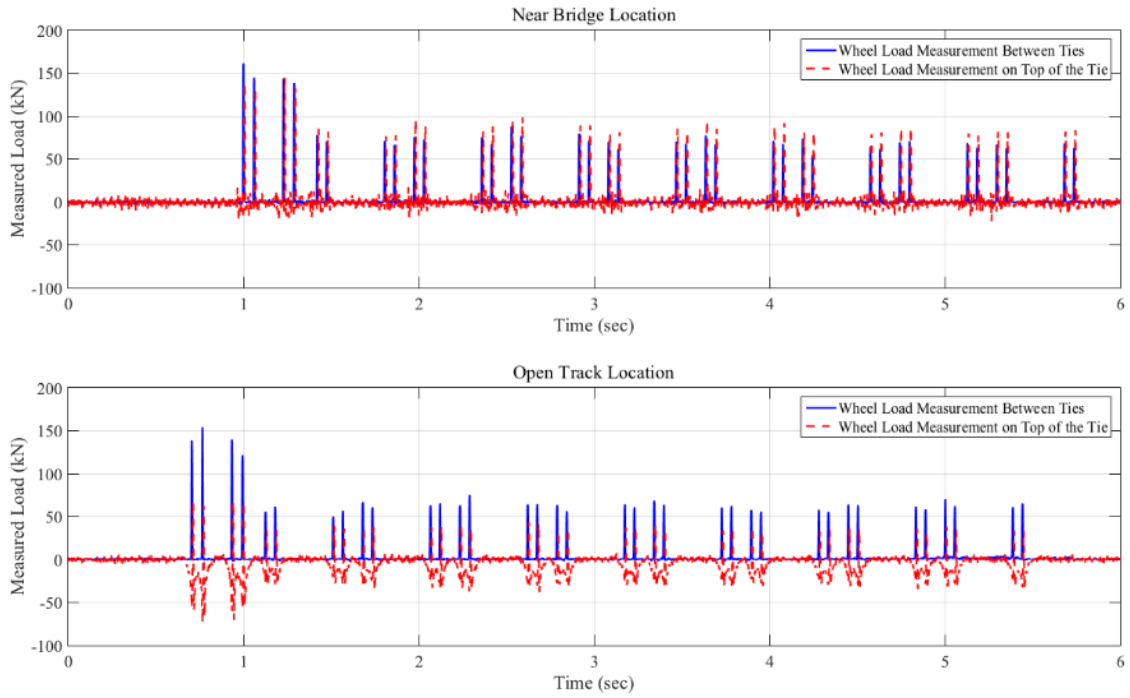 Near Bridge Location
200
150
100
50
0
-50
-100
Measured Load (kN)
Wheel Load Measurement Between Ties
Wheel Load Measurement on Top of the Tie
0 1 2 3 4 5 6
Time (sec)
Open Track Location
200
150
100
50
0
-50
-100
Measured Load (kN)
Wheel Load Measurement Between Ties
Wheel Load Measurement on Top of the Tie
0 1 2 3 4 5 6
Time (sec)